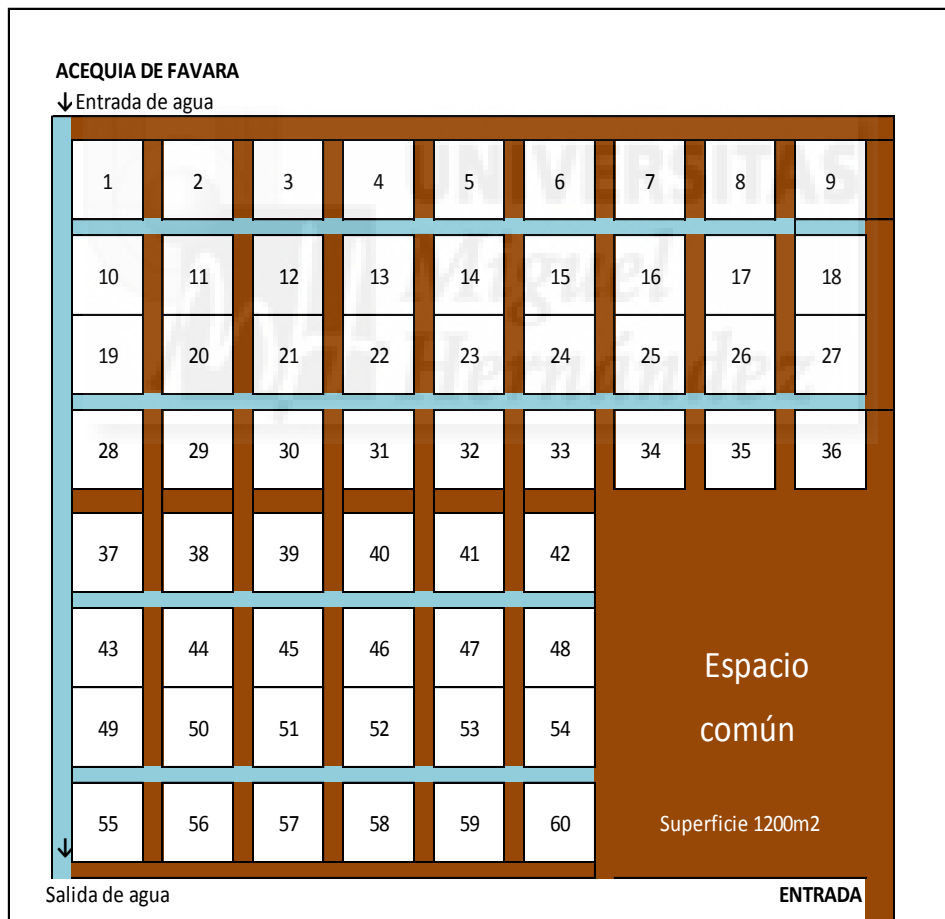 ACEQUIA DE FAVARA
↓Entrada de agua
UNIVERSITAS
Miguel
Hernández
1 2 3 4 5 6 7 8 9
10 11 12 13 14 15 16 17 18
19 20 21 22 23 24 25 26 27
28 29 30 31 32 33 34 35 36
37 38 39 40 41 42
43 44 45 46 47 48
Espacio
49 50 51 52 53 54
común
55 56 57 58 59 60
Superficie 1200m2
↓
Salida de agua
ENTRADA